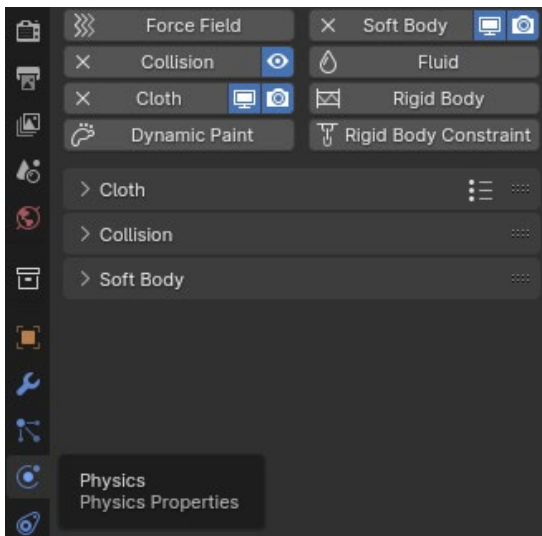 Force Field
Soft Body
Collision
Fluid
Cloth
Rigid Body
Dynamic Paint
Rigid Body Constraint
Cloth
Collision
Soft Body
Physics
Physics Properties